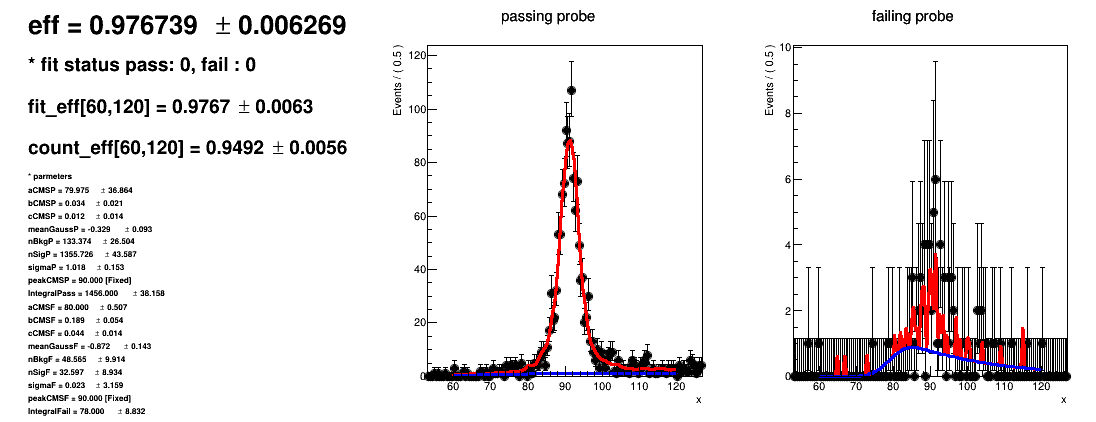 eff = 0.976739 ± 0.006269
* fit status pass: 0, fail : 0
fit_eff[60,120] = 0.9767 ± 0.0063
count_eff[60,120] = 0.9492 ± 0.0056
* parmeters
aCMSP = 79.975 ± 36.864
bCMSP = 0.034 ± 0.021
cCMSP = 0.012 ± 0.014
meanGaussP = -0.329 ± 0.093
nBkgP = 133.374 ± 26.504
nSigP = 1355.726 ± 43.587
sigmaP = 1.018 ± 0.153
peakCMSP = 90.000 [Fixed]
IntegralPass = 1456.000 ± 38.158
aCMSF = 80.000 ± 0.507
bCMSF = 0.189 ± 0.054
cCMSF = 0.044 ± 0.014
meanGaussF = -0.872 ± 0.143
nBkgF = 48.565 ± 9.914
nSigF = 32.597 ± 8.934
sigmaF = 0.023 ± 3.159
peakCMSF = 90.000 [Fixed]
IntegralFail = 78.000 ± 8.832
passing probe
Events / ( 0.5 )
120
100
80
60
40
20
0
60 70 80 90 100 110 120
x
failing probe
Events / ( 0.5 )
10
8
6
4
2
0
60 70 80 90 100 110 120
x